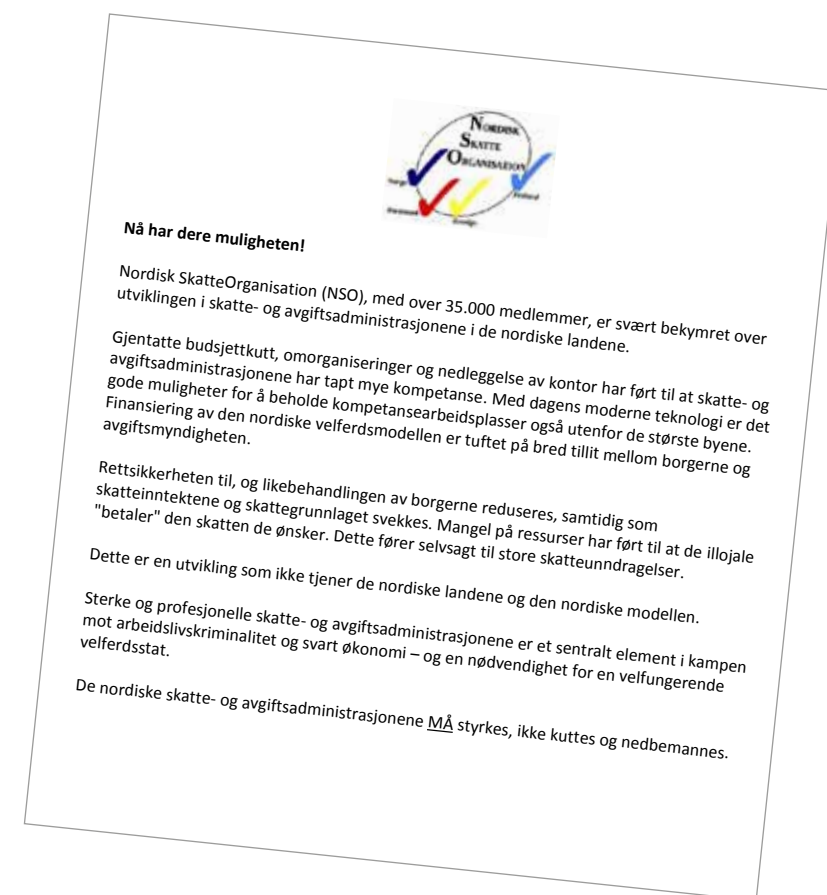 NORDISK
SKATTE
ORGANISATION
Nå har dere muligheten!
Nordisk SkatteOrganisation (NSO), med over 35.000 medlemmer, er svært bekymret over
utviklingen i skatte- og avgiftsadministrasjonene i de nordiske landene.
Gjentatte budsjettkutt, omorganiseringer og nedleggelse av kontor har ført til at skatte- og
avgiftsadministrasjonene har tapt mye kompetanse. Med dagens moderne teknologi er det
gode muligheter for å beholde kompetansearbeidsplasser også utenfor de største byene.
Finansiering av den nordiske velferdsmodellen er tuftet på bred tillit mellom borgerne og
avgiftsmyndigheten.
Rettsikkerheten til, og likebehandlingen av borgerne reduseres, samtidig som
skatteinntektene og skattegrunnlaget svekkes. Mangel på ressurser har ført til at de illojale
"betaler" den skatten de ønsker. Dette fører selvsagt til store skatteunndragelser.
Dette er en utvikling som ikke tjener de nordiske landene og den nordiske modellen.
Sterke og profesjonelle skatte- og avgiftsadministrasjonene er et sentralt element i kampen
mot arbeidslivskriminalitet og svart økonomi – og en nødvendighet for en velfungerende
velferdsstat.
De nordiske skatte- og avgiftsadministrasjonene MÅ styrkes, ikke kuttes og nedbemannes.